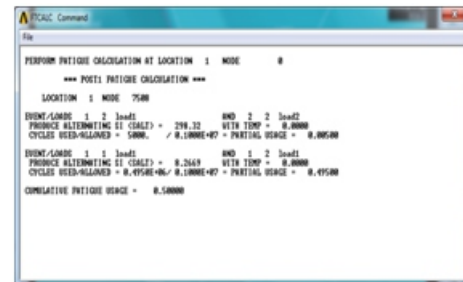 FTCALC Command
File
PERFORM FATIGUE CALCULATION AT LOCATION 1 NODE 0
*** POST1 FATIGUE CALCULATION ***
LOCATION 1 NODE 7508
EVENT/LOADS 1 2 load1 AND 2 2 load2
PRODUCE ALTERNATING SI (SALT) = 298.32 WITH TEMP = 0.0000
CYCLES USED/ALLOWED = 5000. / 0.1000E+07 = PARTIAL USAGE = 0.00500
EVENT/LOADS 1 1 load1 AND 1 2 load1
PRODUCE ALTERNATING SI (SALT) = 8.2669 WITH TEMP = 0.0000
CYCLES USED/ALLOWED = 0.4950E+06/ 0.1000E+07 = PARTIAL USAGE = 0.49500
CUMULATIVE FATIGUE USAGE = 0.50000